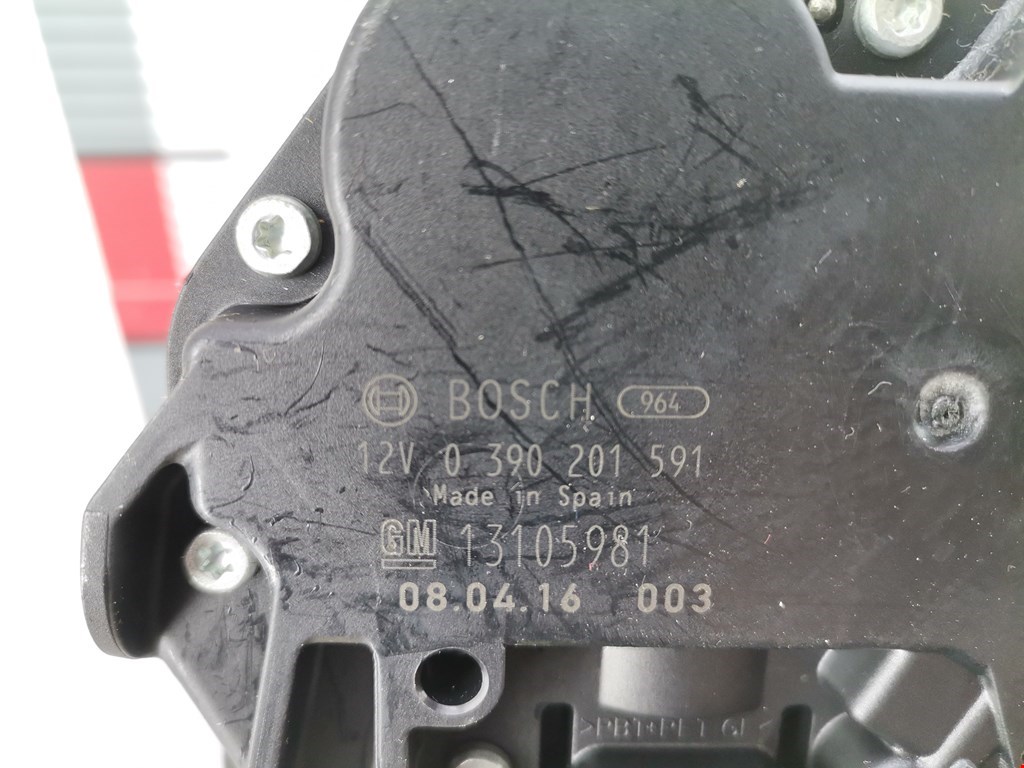 BOSCH 964
12V 0 390 201 591
Made in Spain
GM 13105981
08.04.16 003